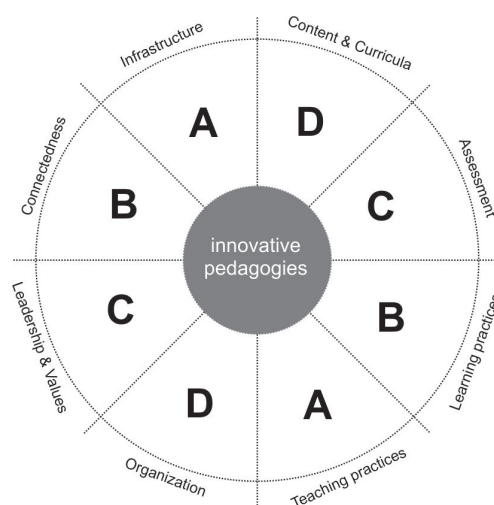 Infrastructure
Content & Curricula
A
D
Connectedness
Assessment
B
C
innovative
pedagogies
C
B
Leadership & Values
Learning practices
D
A
Organization
Teaching practices